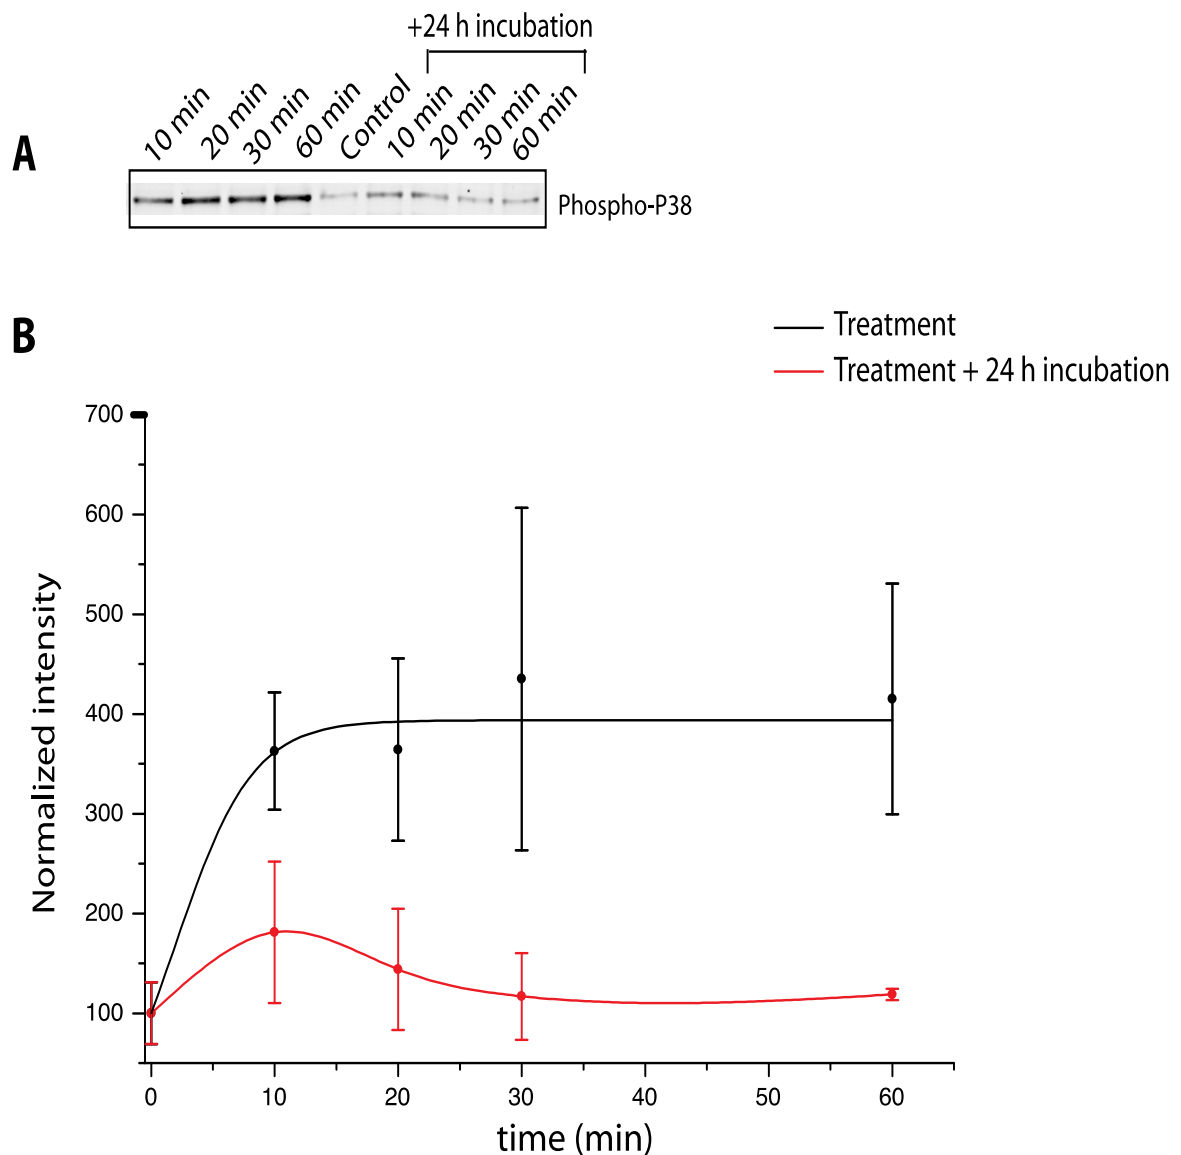 +24 h incubation
10 min 20 min 30 min 60 min Control 10 min 20 min 30 min 60 min
A
Phospho-P38
B
Treatment
Treatment + 24 h incubation
700
600
500
400
300
200
100
Normalized intensity
0 10 20 30 40 50 60
time (min)